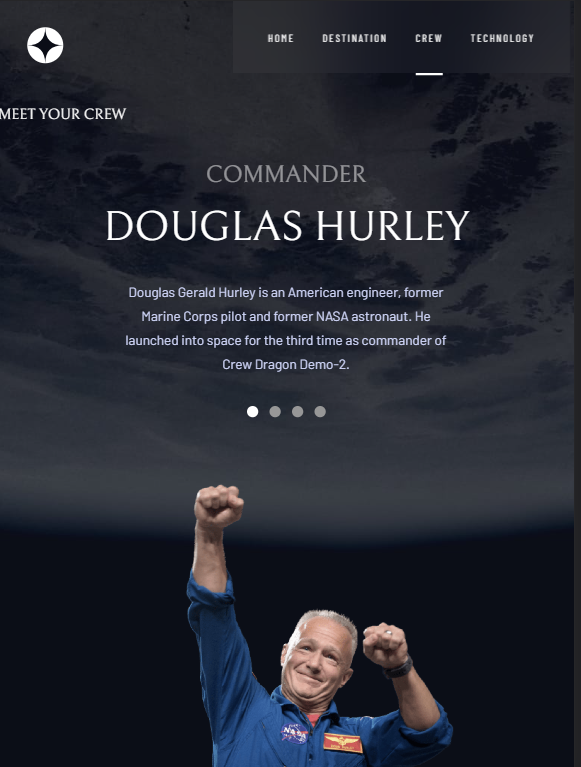 HOME DESTINATION CREW TECHNOLOGY
MEET YOUR CREW
COMMANDER
DOUGLAS HURLEY
Douglas Gerald Hurley is an American engineer, former
Marine Corps pilot and former NASA astronaut. He
launched into space for the third time as commander of
Crew Dragon Demo-2.
NASA